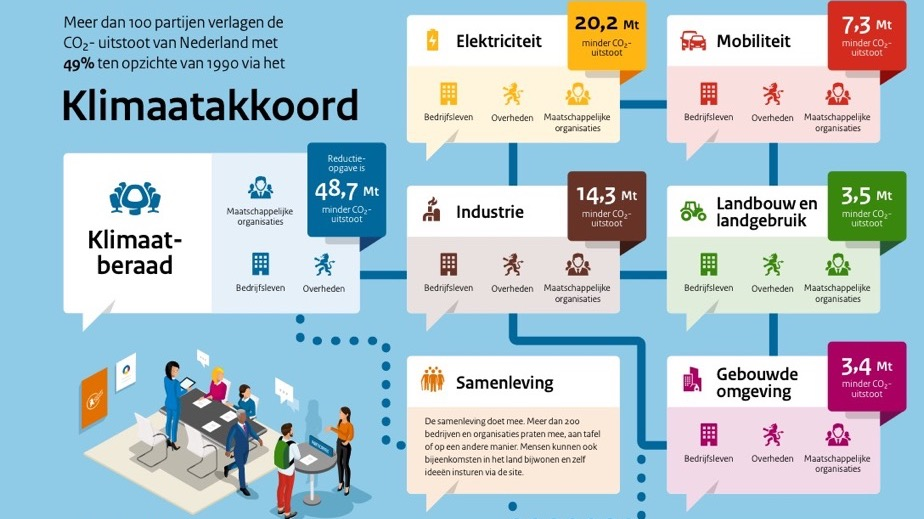 Meer dan 100 partijen verlagen de
CO₂- uitstoot van Nederland met
49% ten opzichte van 1990 via het
Klimaatakkoord
Klimaat-
beraad
Maatschappelijke
organisaties
Bedrijfsleven
Overheden
Reductie-
opgave is
48,7 Mt
minder CO₂-
uitstoot
Elektriciteit
20,2 Mt
minder CO₂-
uitstoot
Bedrijfsleven
Overheden
Maatschappelijke
organisaties
Mobiliteit
7,3 Mt
minder CO₂-
uitstoot
Bedrijfsleven
Overheden
Maatschappelijke
organisaties
Industrie
14,3 Mt
minder CO₂-
uitstoot
Bedrijfsleven
Overheden
Maatschappelijke
organisaties
Landbouw en
landgebruik
3,5 Mt
minder CO₂-
uitstoot
Bedrijfsleven
Overheden
Maatschappelijke
organisaties
Samenleving
De samenleving doet mee. Meer dan 200
bedrijven en organisaties praten mee, aan tafel
of op een andere manier. Mensen kunnen ook
bijeenkomsten in het land bijwonen en zelf
ideeën insturen via de site.
Gebouwde
omgeving
3,4 Mt
minder CO₂-
uitstoot
Bedrijfsleven
Overheden
Maatschappelijke
organisaties